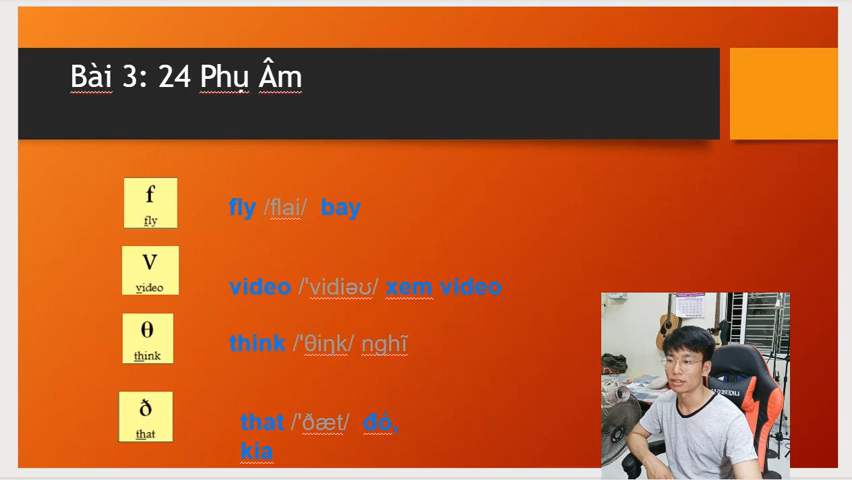 Bài 3: 24 Phụ Âm
f
fly
fly /flai/ bay
v
video
video /'vidiəʊ/ xem video
θ
think
think /'θiŋk/ nghĩ
ð
that
that /'ðæt/ đó,
kia